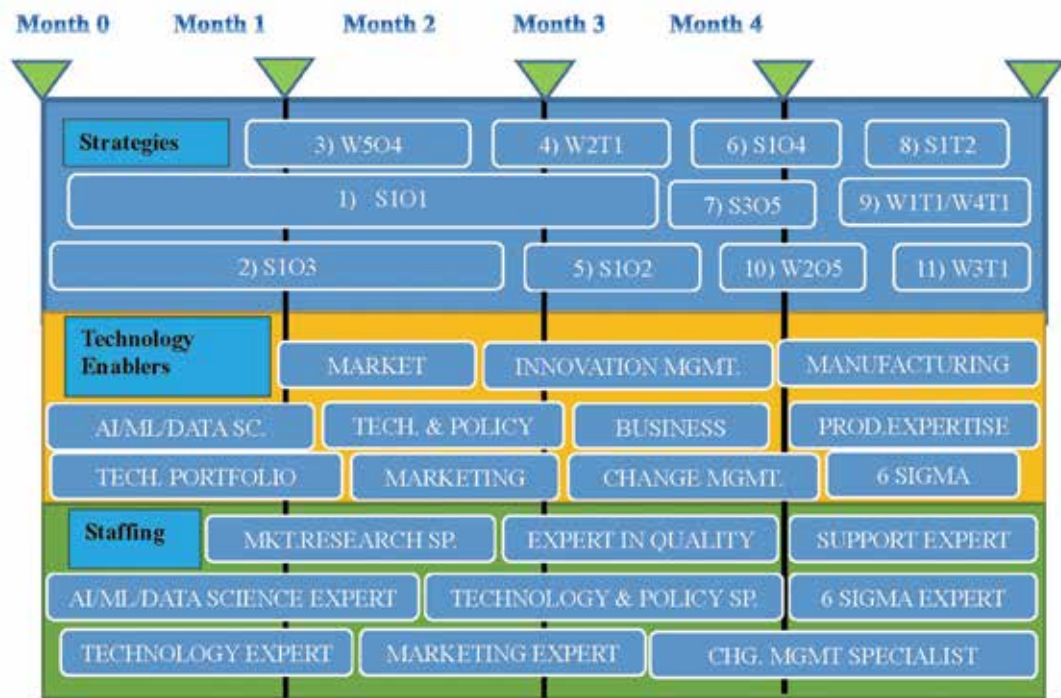 Month 0 Month 1 Month 2 Month 3 Month 4
Strategies 3) W5O4 4) W2T1 6) S1O4 8) S1T2
1) S1O1 7) S3O5 9) W1T1/W4T1
2) S1O3 5) S1O2 10) W2O5 11) W3T1
Technology
Enablers MARKET INNOVATION MGMT. MANUFACTURING
AI/ML/DATA SC. TECH. & POLICY BUSINESS PROD.EXPERTISE
TECH. PORTFOLIO MARKETING CHANGE MGMT. 6 SIGMA
Staffing MKT.RESEARCH SP. EXPERT IN QUALITY SUPPORT EXPERT
AI/ML/DATA SCIENCE EXPERT TECHNOLOGY & POLICY SP. 6 SIGMA EXPERT
TECHNOLOGY EXPERT MARKETING EXPERT CHG. MGMT SPECIALIST